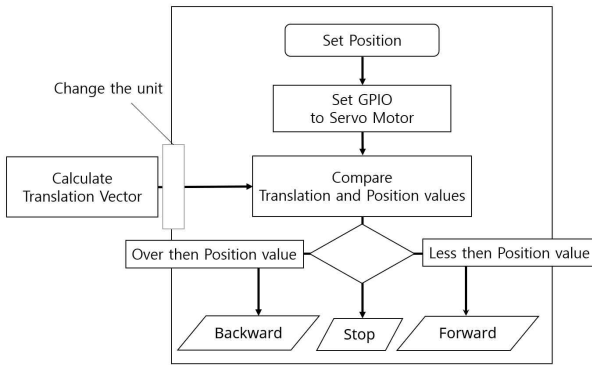 Set Position
Change the unit
Set GPIO
to Servo Motor
Calculate
Translation Vector
Compare
Translation and Position values
Over then Position value
Less then Position value
Backward
Stop
Forward